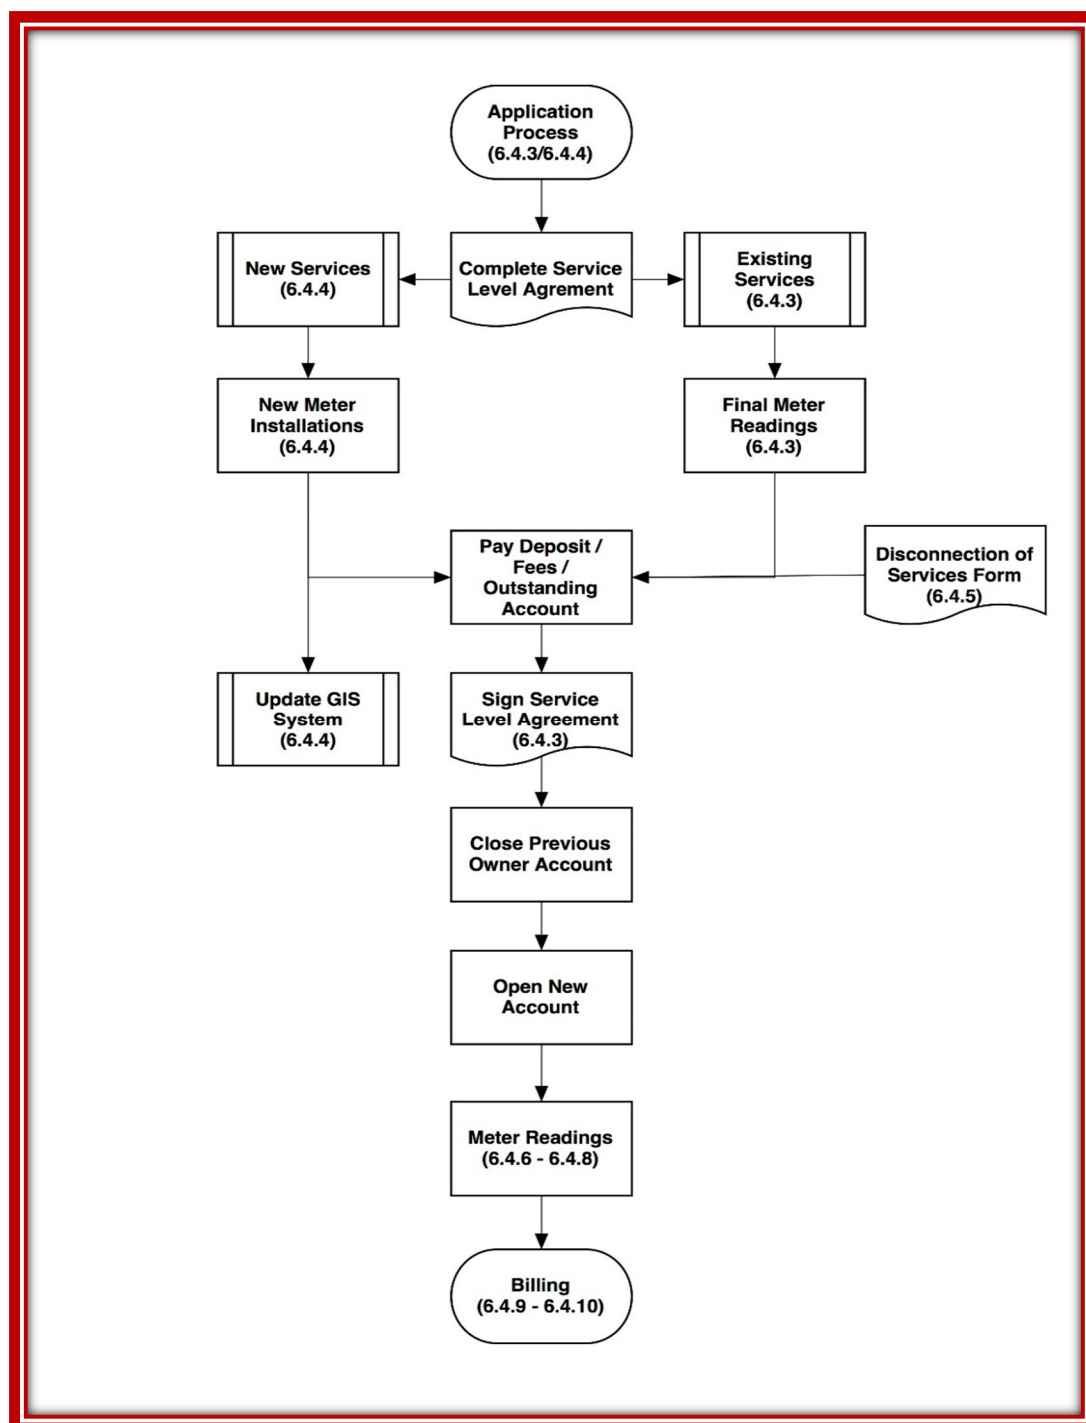 Application
Process
(6.4.3/6.4.4)
New Services
(6.4.4)
Complete Service
Level Agrement
Existing
Services
(6.4.3)
New Meter
Installations
(6.4.4)
Final Meter
Readings
(6.4.3)
Pay Deposit /
Fees /
Outstanding
Account
Disconnection of
Services Form
(6.4.5)
Update GIS
System
(6.4.4)
Sign Service
Level Agreement
(6.4.3)
Close Previous
Owner Account
Open New
Account
Meter Readings
(6.4.6 - 6.4.8)
Billing
(6.4.9 - 6.4.10)